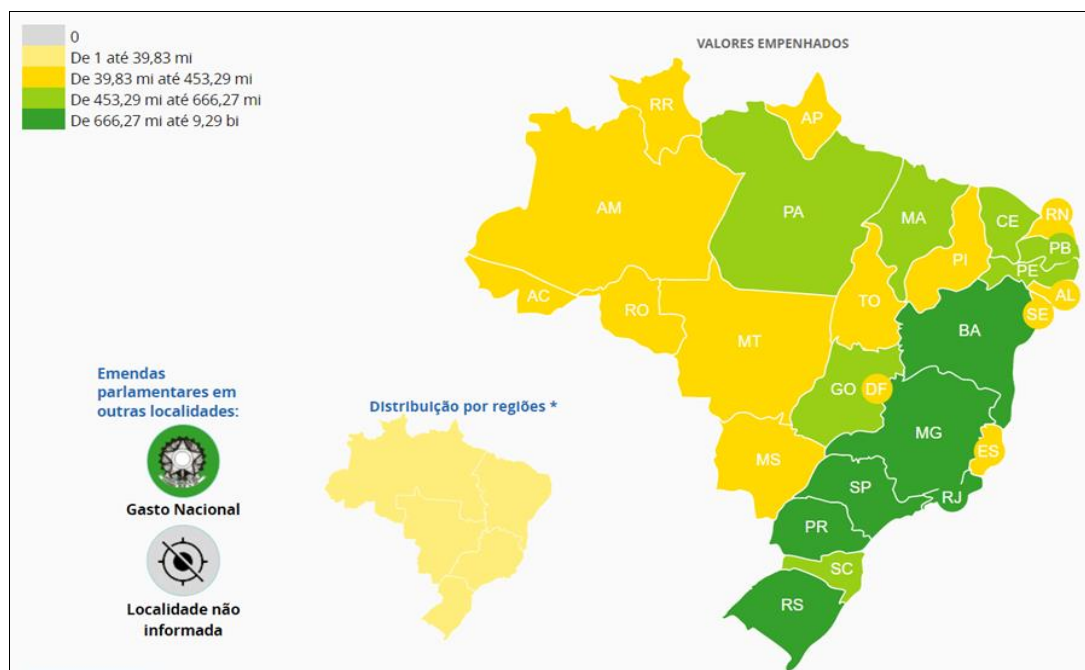 0
De 1 até 39,83 mi
De 39,83 mi até 453,29 mi
De 453,29 mi até 666,27 mi
De 666,27 mi até 9,29 bi
VALORES EMPENHADOS
RR
AP
AM
PA
MA
CE
RN
PB
PI
PE
AL
AC
RO
TO
SE
BA
MT
GO
DF
MG
ES
MS
SP
RJ
PR
SC
RS
Emendas
parlamentares em
outras localidades:
Gasto Nacional
Localidade não
informada
Distribuição por regiões *